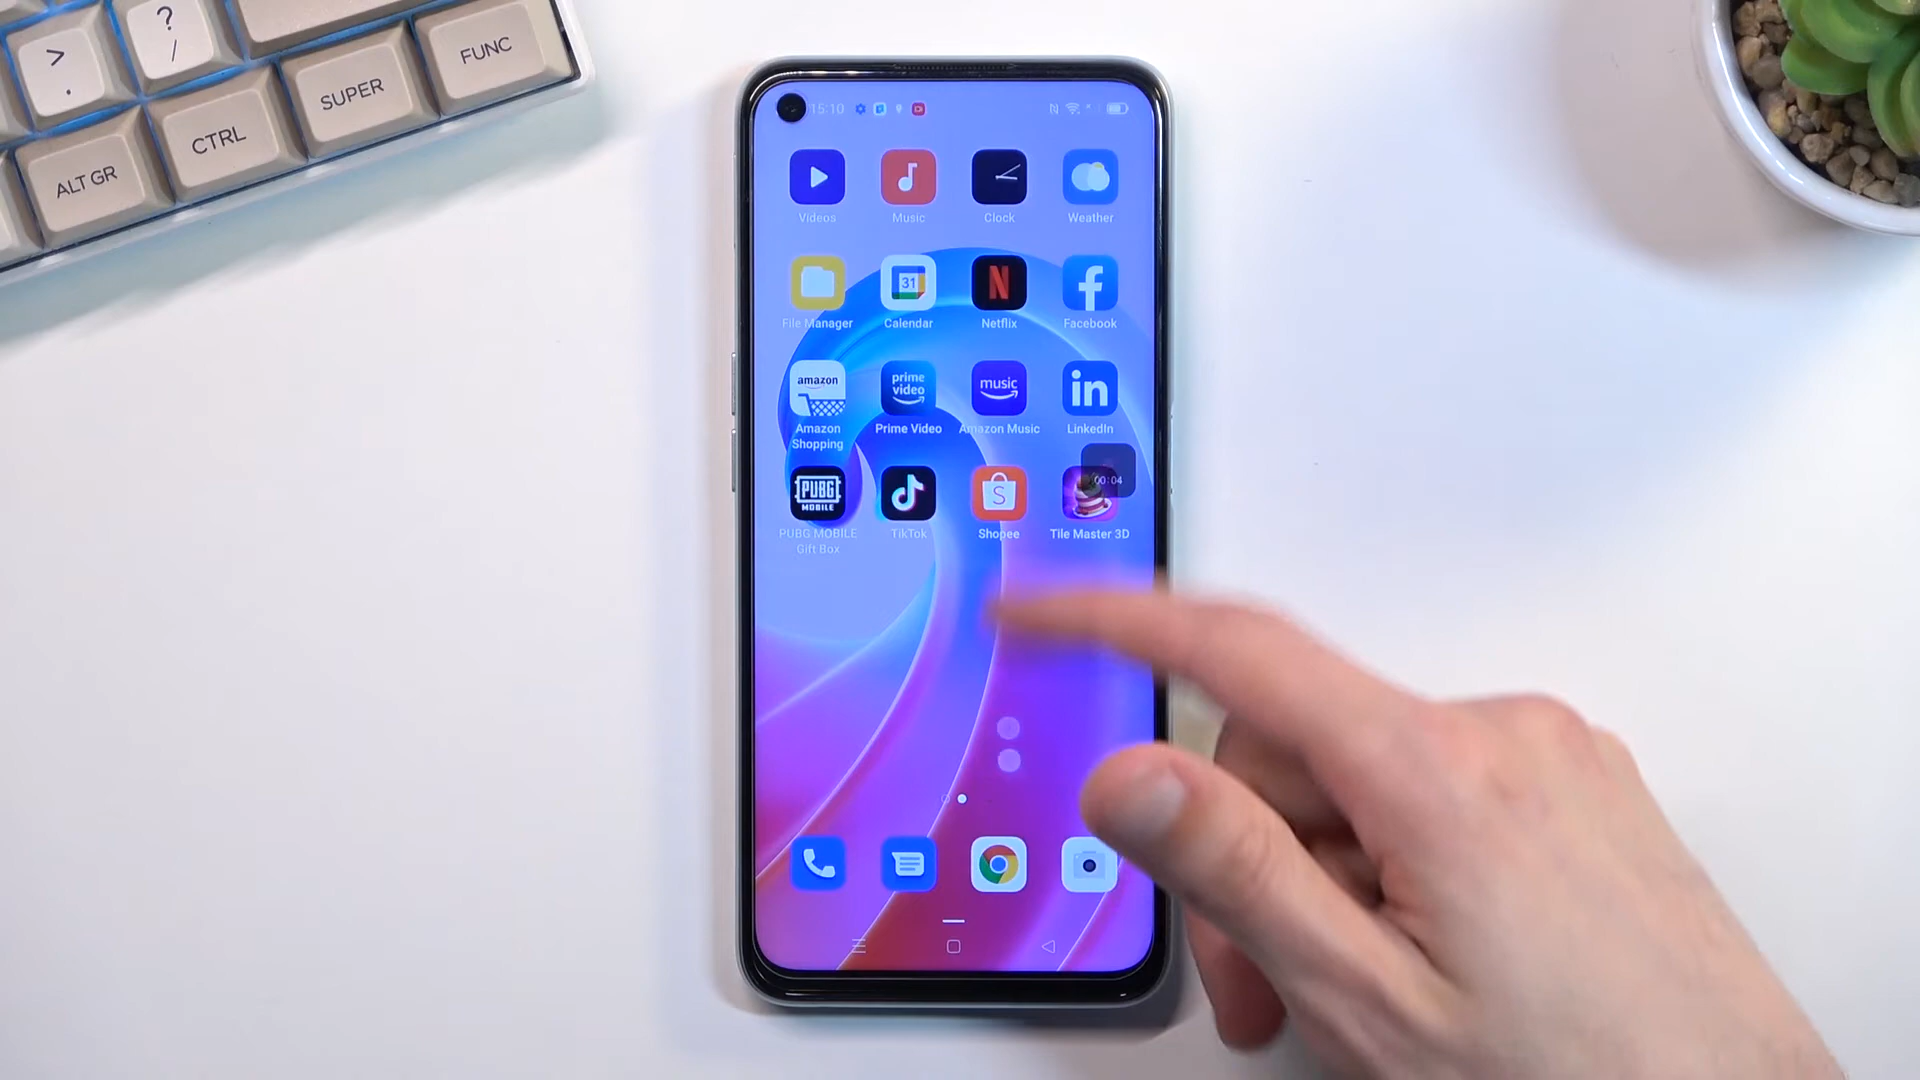 ?
/
>
.
FUNC
SUPER
CTRL
ALT GR
15:10
Videos
Music
Clock
Weather
31
N
f
File Manager
Calendar
Netflix
Facebook
amazon
prime
video
music
in
Amazon
Shopping
Prime Video
Amazon Music
LinkedIn
PUBG
MOBILE
S
00:04
PUBG MOBILE
Gift Box
TikTok
Shopee
Tile Master 3D